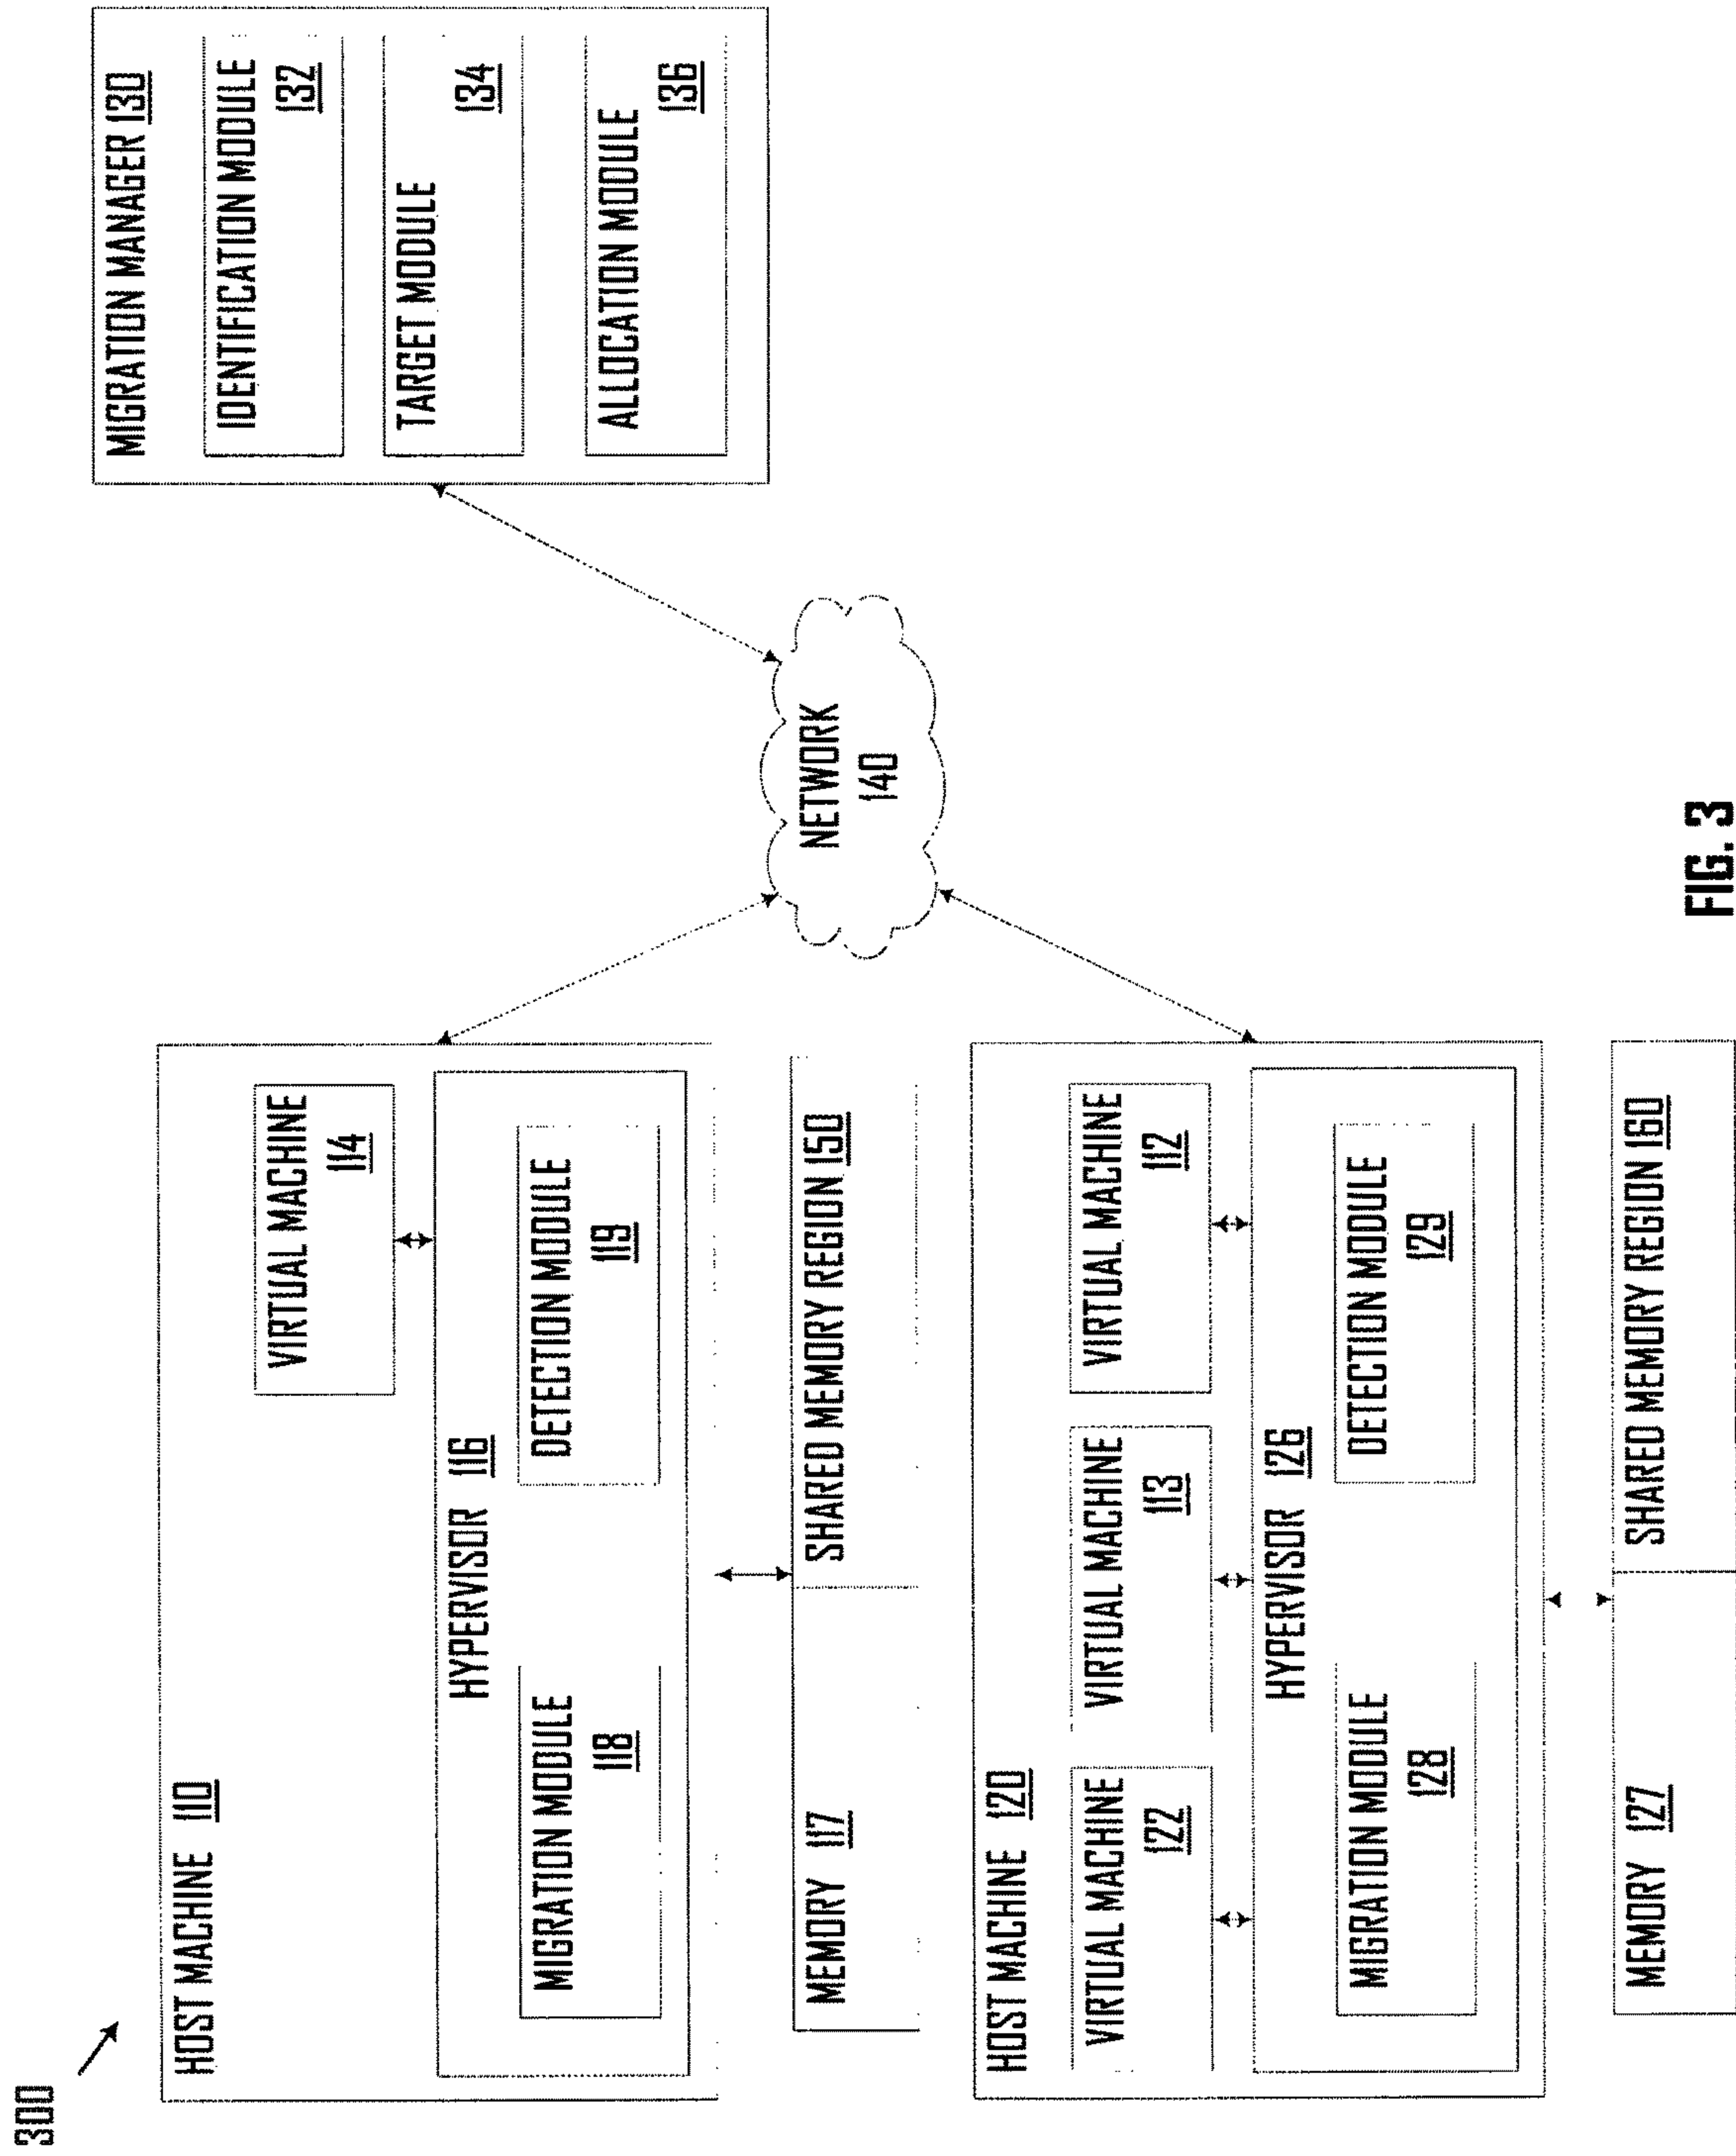 300
HOST MACHINE 110
VIRTUAL MACHINE
114
HYPERVISOR 116
MIGRATION MODULE
118
DETECTION MODULE
119
MEMORY 117
SHARED MEMORY REGION 150
HOST MACHINE 120
VIRTUAL MACHINE
122
VIRTUAL MACHINE
113
VIRTUAL MACHINE
112
HYPERVISOR 126
MIGRATION MODULE
128
DETECTION MODULE
129
MEMORY 127
SHARED MEMORY REGION 160
NETWORK
140
MIGRATION MANAGER 130
IDENTIFICATION MODULE
132
TARGET MODULE
134
ALLOCATION MODULE
136
FIG. 3